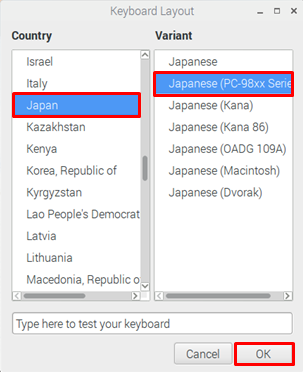 Keyboard Layout
Country
Variant
Israel
Italy
Japan
Kazakhstan
Kenya
Korea, Republic of
Kyrgyzstan
Lao People's Democrat
Latvia
Lithuania
Macedonia, Republic o
Japanese
Japanese (PC-98xx Serie
Japanese (Kana)
Japanese (Kana 86)
Japanese (OADG 109A)
Japanese (Macintosh)
Japanese (Dvorak)
Type here to test your keyboard
Cancel
OK